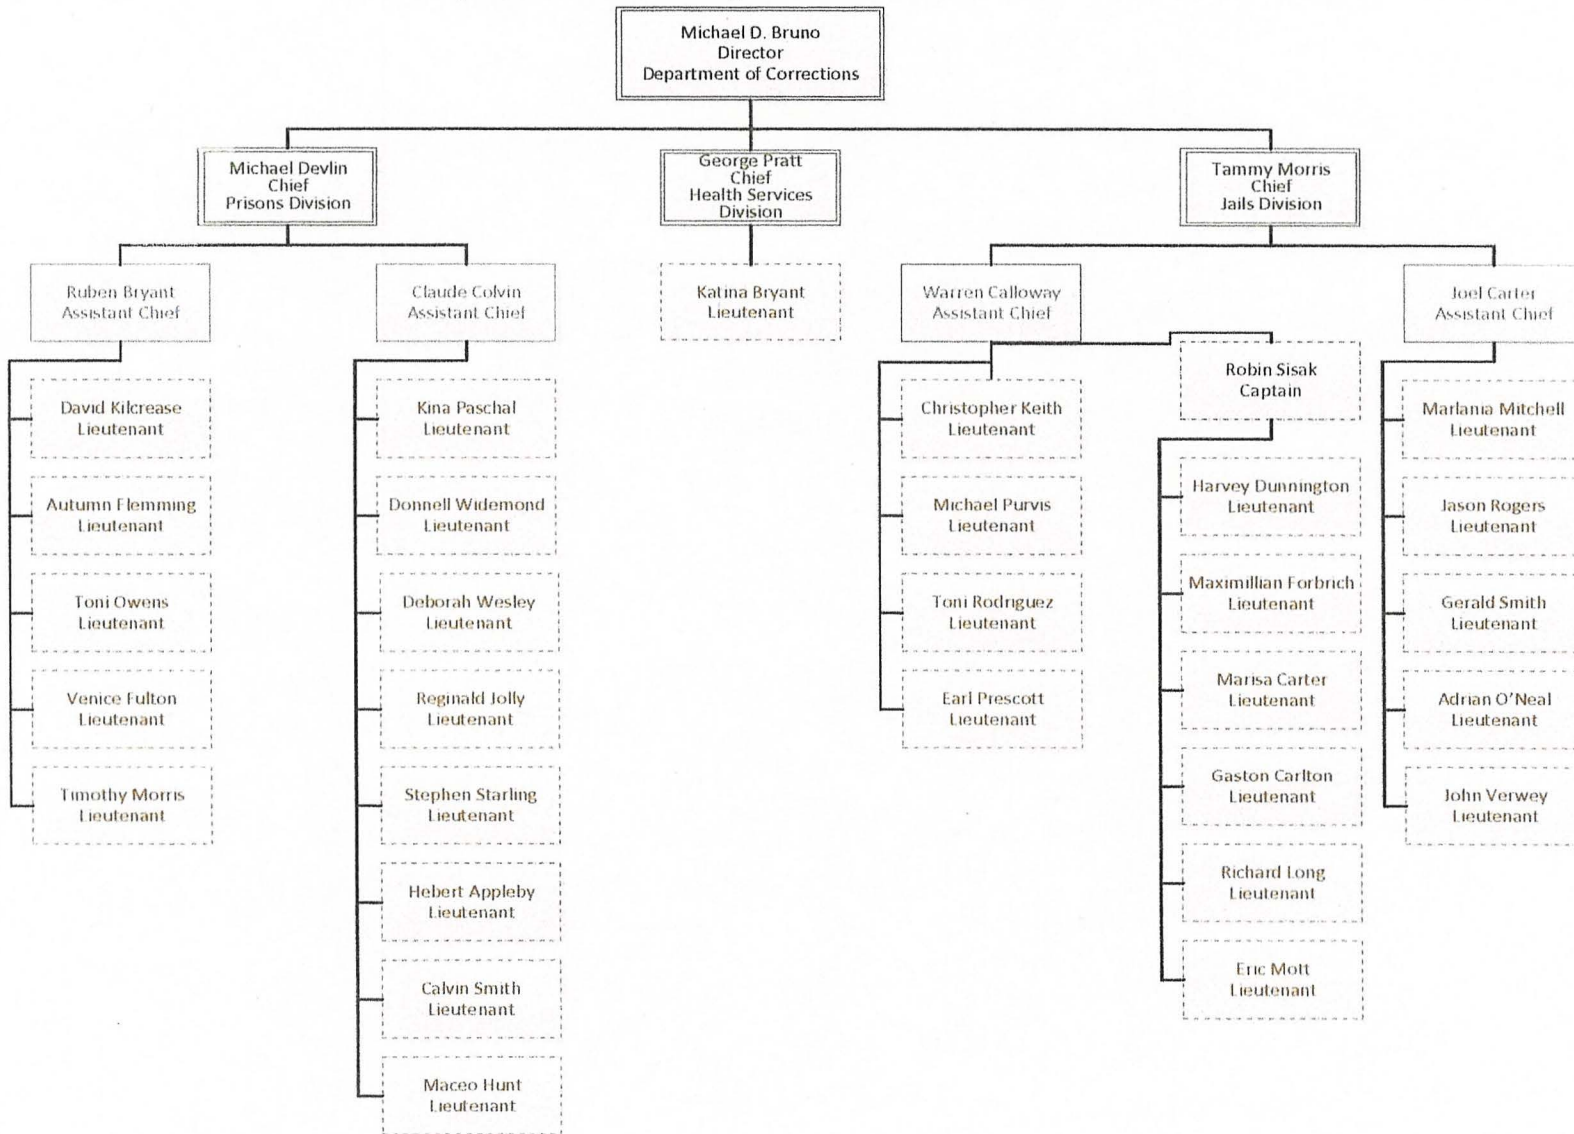 Michael D. Bruno
Director
Department of Corrections
Michael Devlin
Chief
Prisons Division
George Pratt
Chief
Health Services
Division
Tammy Morris
Chief
Jails Division
Ruben Bryant
Assistant Chief
Claude Colvin
Assistant Chief
Katina Bryant
Lieutenant
Warren Calloway
Assistant Chief
Joel Carter
Assistant Chief
David Kilcrease
Lieutenant
Autumn Flemming
Lieutenant
Toni Owens
Lieutenant
Venice Fulton
Lieutenant
Timothy Morris
Lieutenant
Kina Paschal
Lieutenant
Donnell Widemond
Lieutenant
Deborah Wesley
Lieutenant
Reginald Jolly
Lieutenant
Stephen Starling
Lieutenant
Hebert Appleby
Lieutenant
Calvin Smith
Lieutenant
Maceo Hunt
Lieutenant
Christopher Keith
Lieutenant
Michael Purvis
Lieutenant
Toni Rodriguez
Lieutenant
Earl Prescott
Lieutenant
Robin Sisak
Captain
Harvey Dunnington
Lieutenant
Maximillian Forbrich
Lieutenant
Marisa Carter
Lieutenant
Gaston Carlton
Lieutenant
Richard Long
Lieutenant
Eric Mott
Lieutenant
Marlania Mitchell
Lieutenant
Jason Rogers
Lieutenant
Gerald Smith
Lieutenant
Adrian O'Neal
Lieutenant
John Verwey
Lieutenant